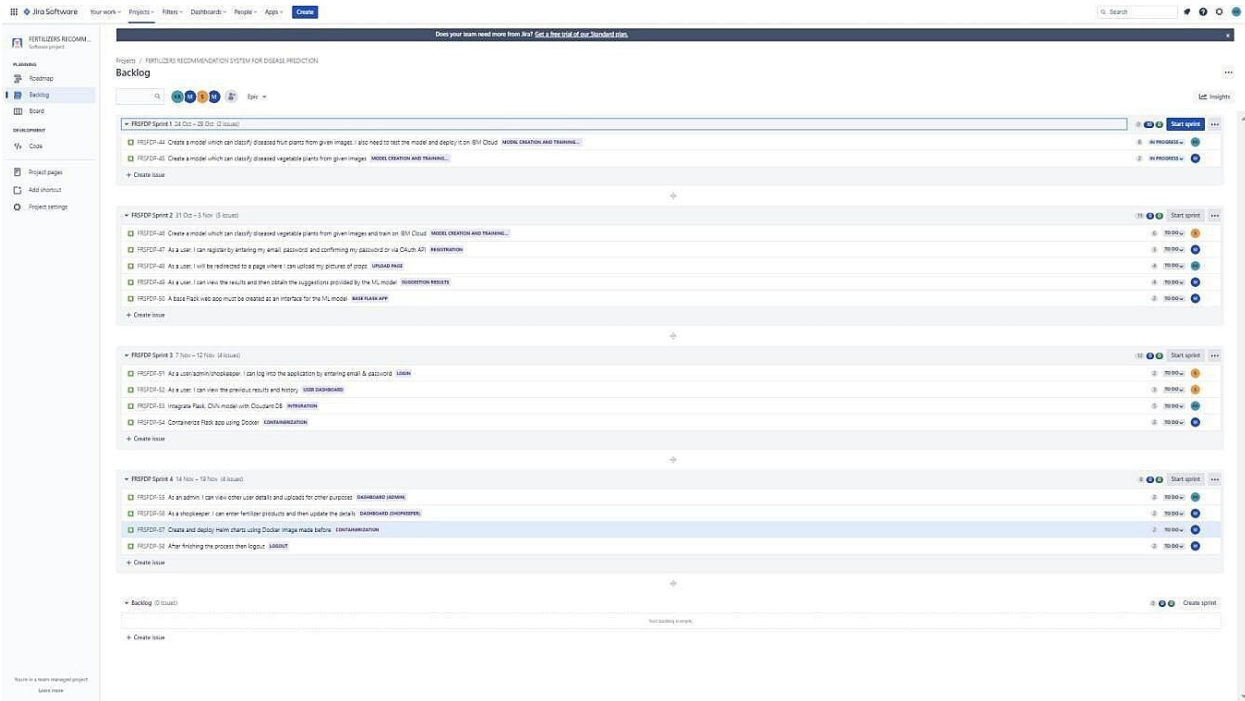 Jira Software Your work Projects Filters Dashboards People Apps Create Search
Does your team need more from Jira? Get a free trial of our Standard plan.
FERTILIZERS RECOMM...
Software project
PLANNING
Roadmap
Backlog
Board
DEVELOPMENT
Code
Project pages
Add shortcut
Project settings
You're in a team-managed project
Learn more
Projects / FERTILIZERS RECOMMENDATION SYSTEM FOR DISEASE PREDICTION
Backlog
Epic
Insights
FRSFDP Sprint 1 24 Oct – 29 Oct (2 issues) Start sprint
FRSFDP-44 Create a model which can classify diseased fruit plants from given images. I also need to test the model and deploy it on IBM Cloud MODEL CREATION AND TRAINING... IN PROGRESS
FRSFDP-45 Create a model which can classify diseased vegetable plants from given images MODEL CREATION AND TRAINING... IN PROGRESS
+ Create issue
FRSFDP Sprint 2 31 Oct – 5 Nov (5 issues) Start sprint
FRSFDP-46 Create a model which can classify diseased vegetable plants from given images and train on IBM Cloud MODEL CREATION AND TRAINING... TO DO
FRSFDP-47 As a user, I can register by entering my email, password and confirming my password or via OAuth API REGISTRATION TO DO
FRSFDP-48 As a user, I will be redirected to a page where I can upload my pictures of crops UPLOAD PAGE TO DO
FRSFDP-49 As a user, I can view the results and then obtain the suggestions provided by the ML model SUGGESTION RESULTS TO DO
FRSFDP-50 A base Flask web app must be created as an interface for the ML model BASE FLASK APP TO DO
+ Create issue
FRSFDP Sprint 3 7 Nov – 12 Nov (4 issues) Start sprint
FRSFDP-51 As a user/admin/shopkeeper, I can log into the application by entering email & password LOGIN TO DO
FRSFDP-52 As a user, I can view the previous results and history USER DASHBOARD TO DO
FRSFDP-53 Integrate Flask, CNN model with Cloudant DB INTEGRATION TO DO
FRSFDP-54 Containerize Flask app using Docker CONTAINERIZATION TO DO
+ Create issue
FRSFDP Sprint 4 14 Nov – 19 Nov (4 issues) Start sprint
FRSFDP-55 As an admin, I can view other user details and uploads for other purposes DASHBOARD (ADMIN) TO DO
FRSFDP-56 As a shopkeeper, I can enter fertilizer products and then update the details DASHBOARD (SHOPKEEPER) TO DO
FRSFDP-57 Create and deploy Helm charts using Docker Image made before CONTAINERIZATION TO DO
FRSFDP-58 After finishing the process then logout LOGOUT TO DO
+ Create issue
Backlog (0 issues) Create sprint
Your backlog is empty.
+ Create issue